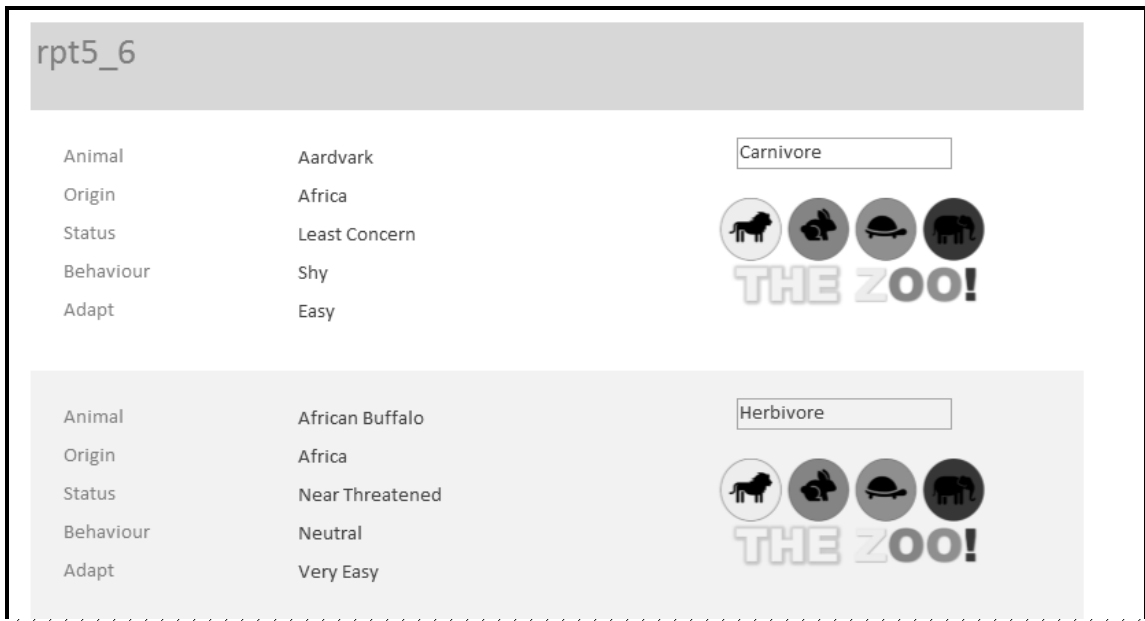 rpt5_6
Animal Aardvark Carnivore
Origin Africa
Status Least Concern
Behaviour Shy
THE ZOO!
Adapt Easy
Animal African Buffalo Herbivore
Origin Africa
Status Near Threatened
Behaviour Neutral
THE ZOO!
Adapt Very Easy